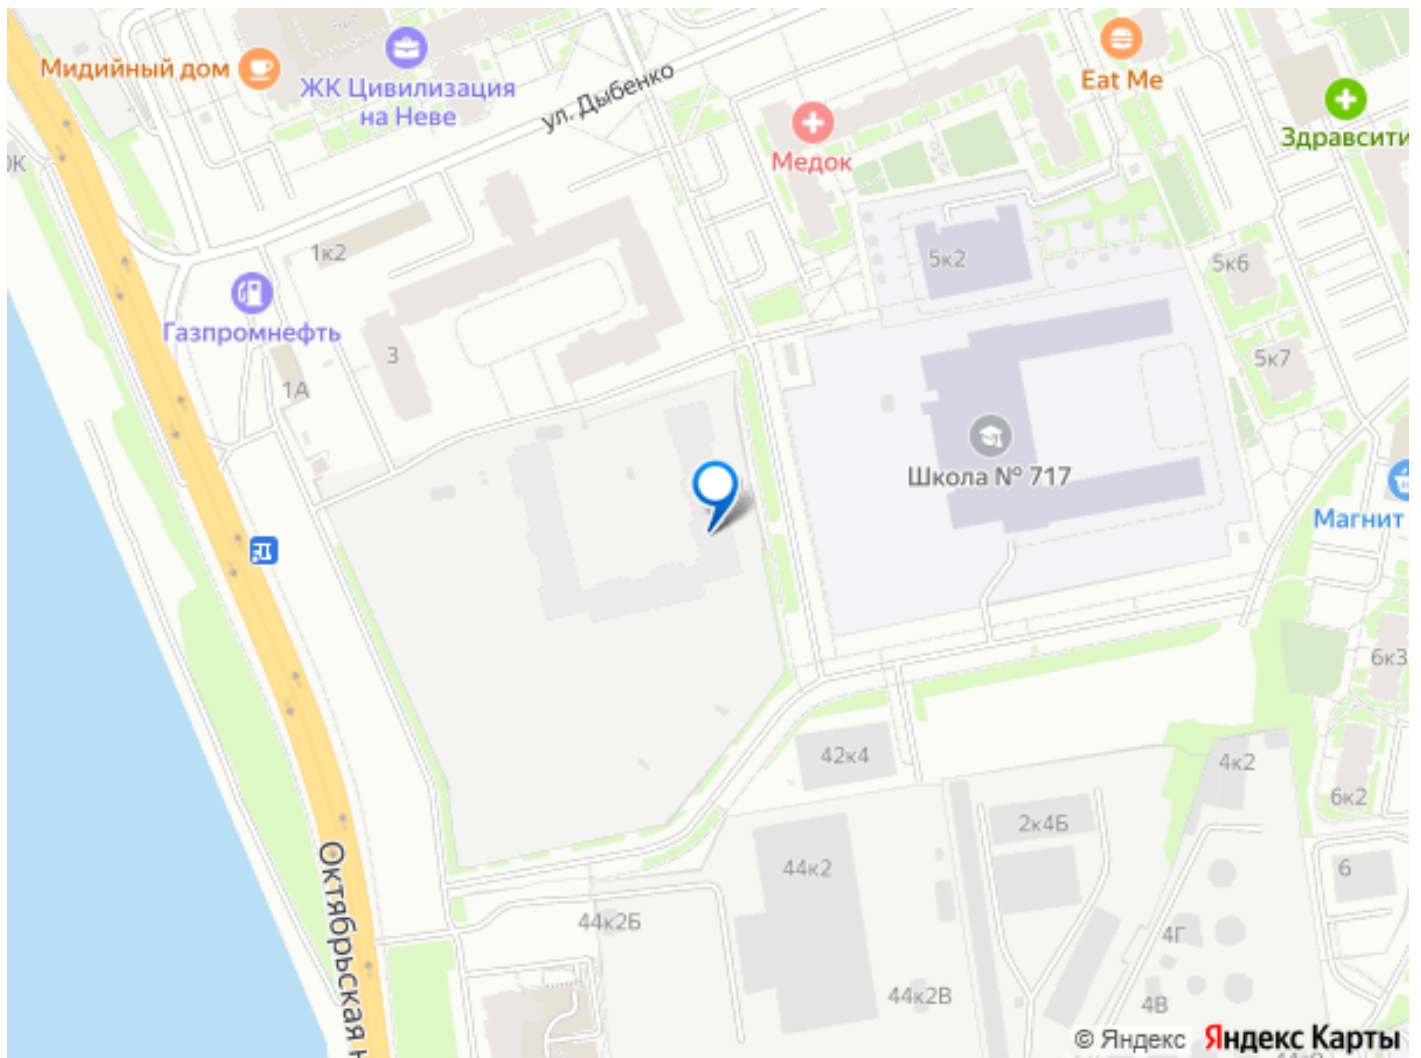 Мидийный дом
ЖК Цивилизация
на Неве
ул. Дыбенко
Eat Me
Медок
Здравсити
1к2
5к2
5к6
Газпромнефть
3
1А
5к7
Школа № 717
Магнит
6к3
42к4
4к2
6к2
2к4Б
Октябрьская н
44к2
6
44к2Б
4Г
44к2В
4В
© Яндекс Яндекс Карты